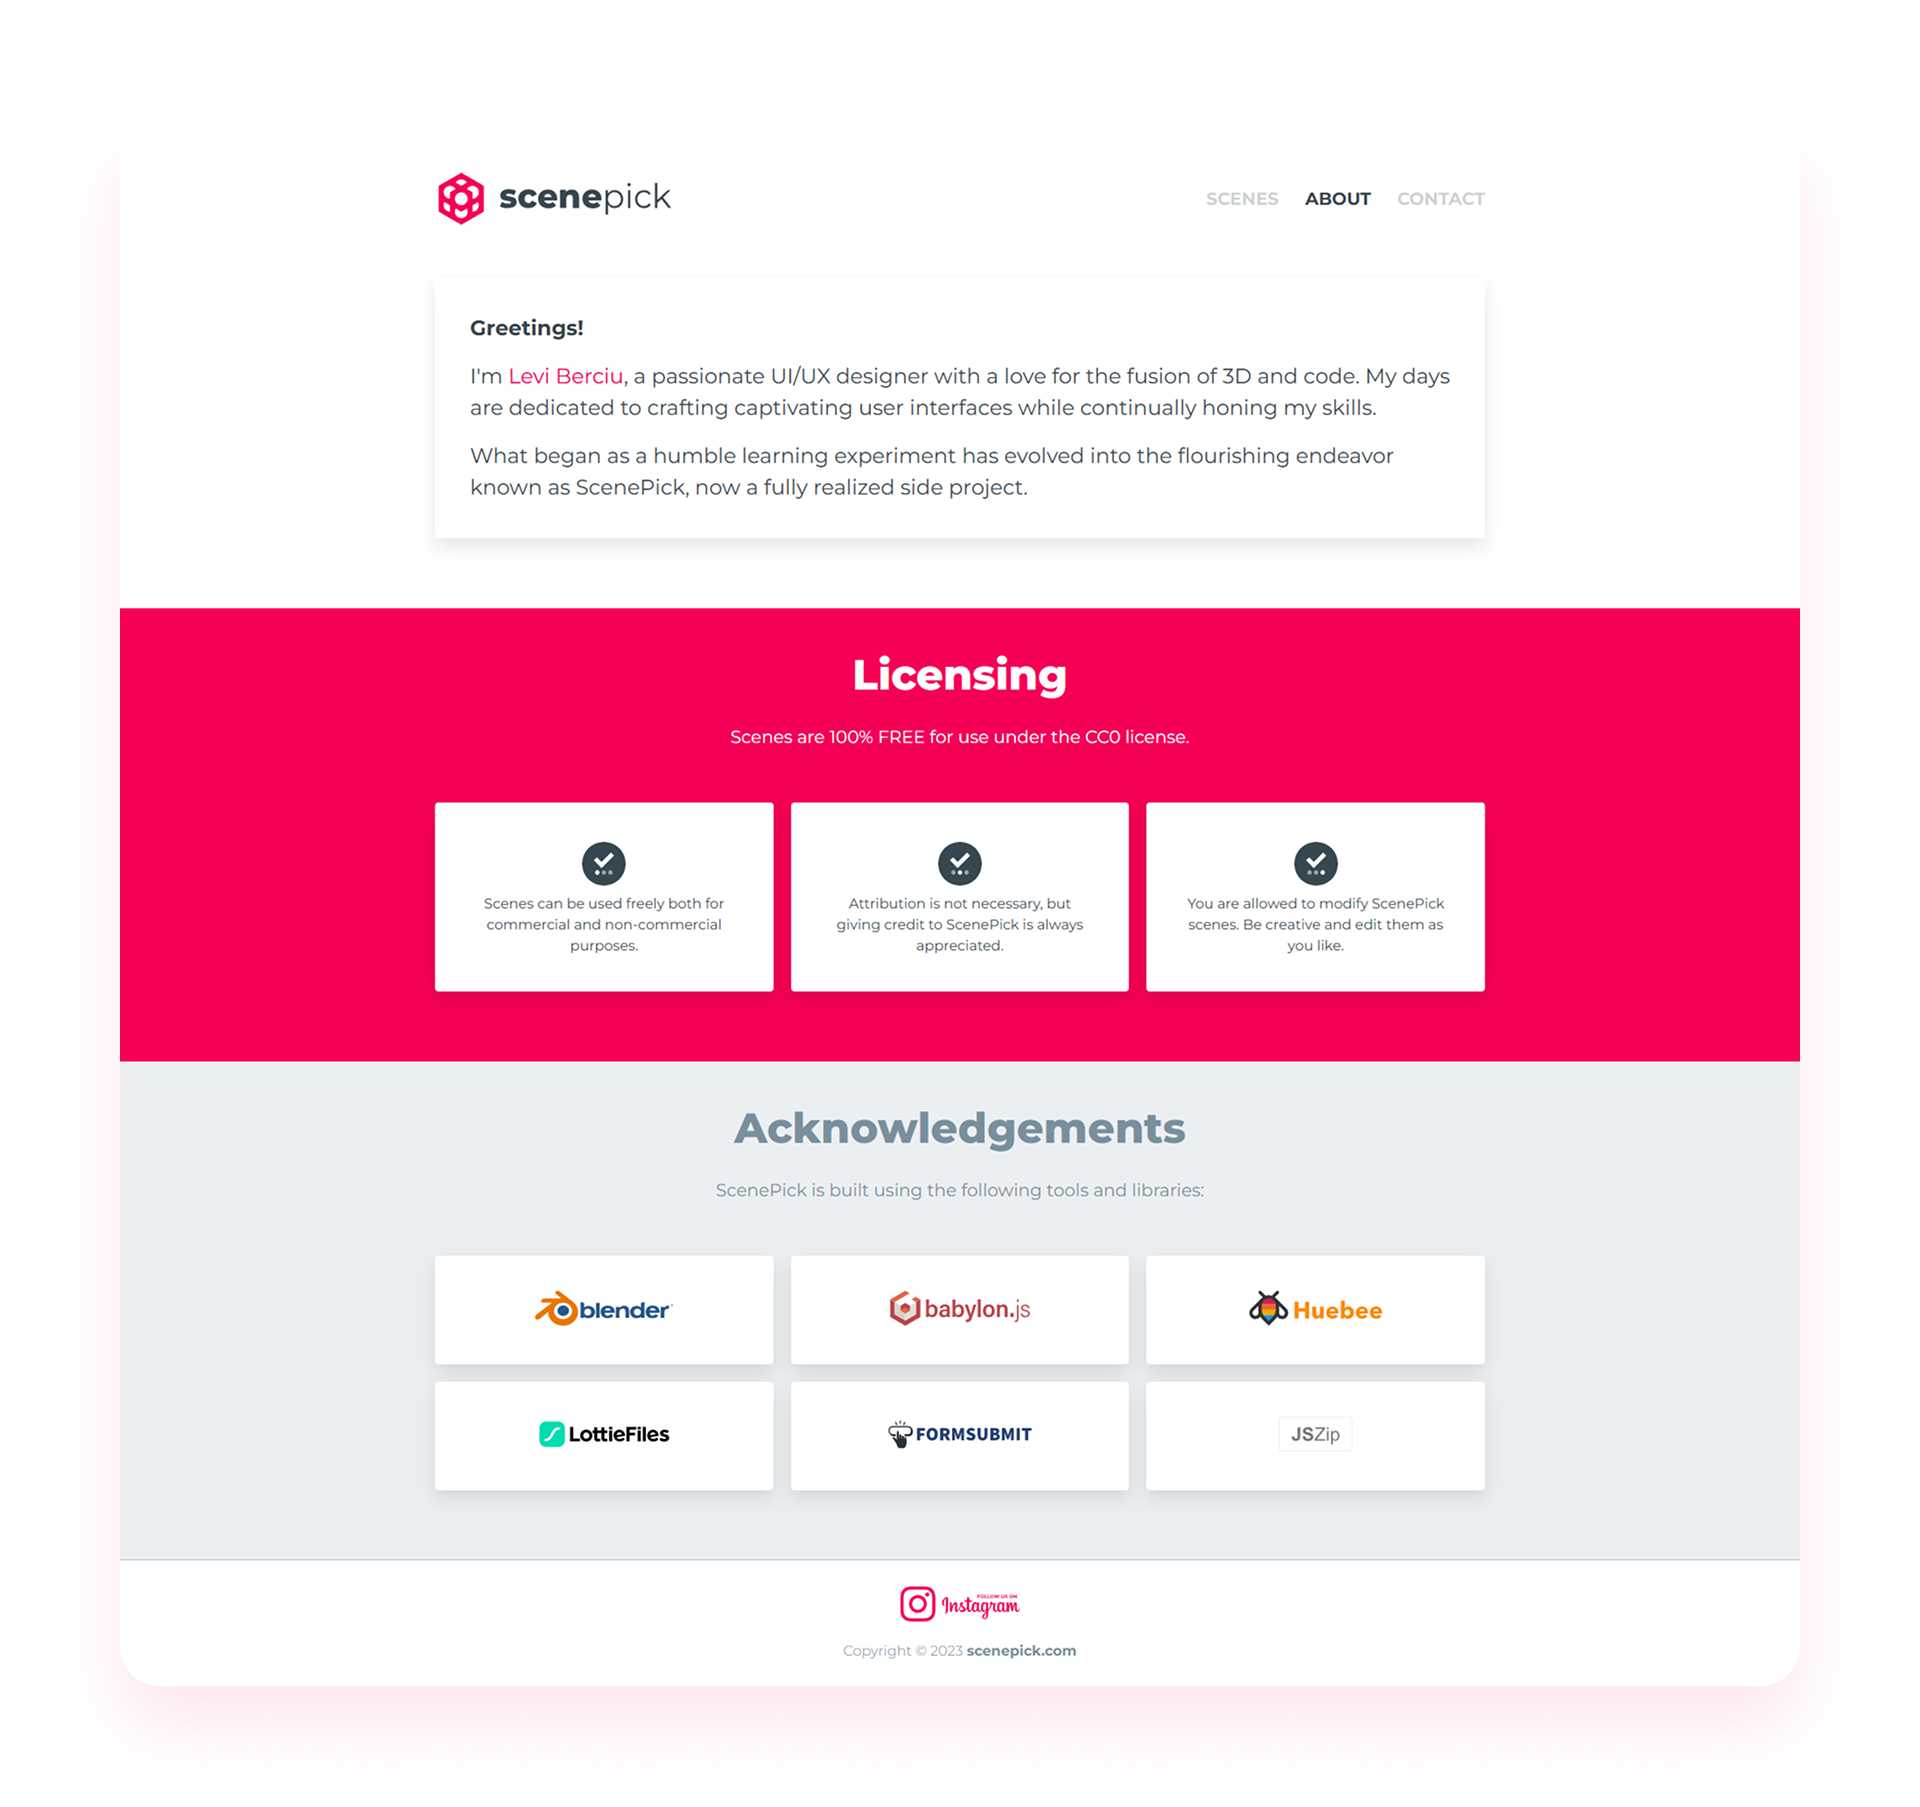 scenepick
SCENES ABOUT CONTACT
Greetings!
I'm Levi Berciu, a passionate UI/UX designer with a love for the fusion of 3D and code. My days
are dedicated to crafting captivating user interfaces while continually honing my skills.
What began as a humble learning experiment has evolved into the flourishing endeavor
known as ScenePick, now a fully realized side project.
Licensing
Scenes are 100% FREE for use under the CC0 license.
Scenes can be used freely both for
commercial and non-commercial
purposes.
Attribution is not necessary, but
giving credit to ScenePick is always
appreciated.
You are allowed to modify ScenePick
scenes. Be creative and edit them as
you like.
Acknowledgements
ScenePick is built using the following tools and libraries:
blender
babylon.js
Huebee
LottieFiles
FORMSUBMIT
JSZip
FOLLOW US ON
Instagram
Copyright © 2023 scenepick.com